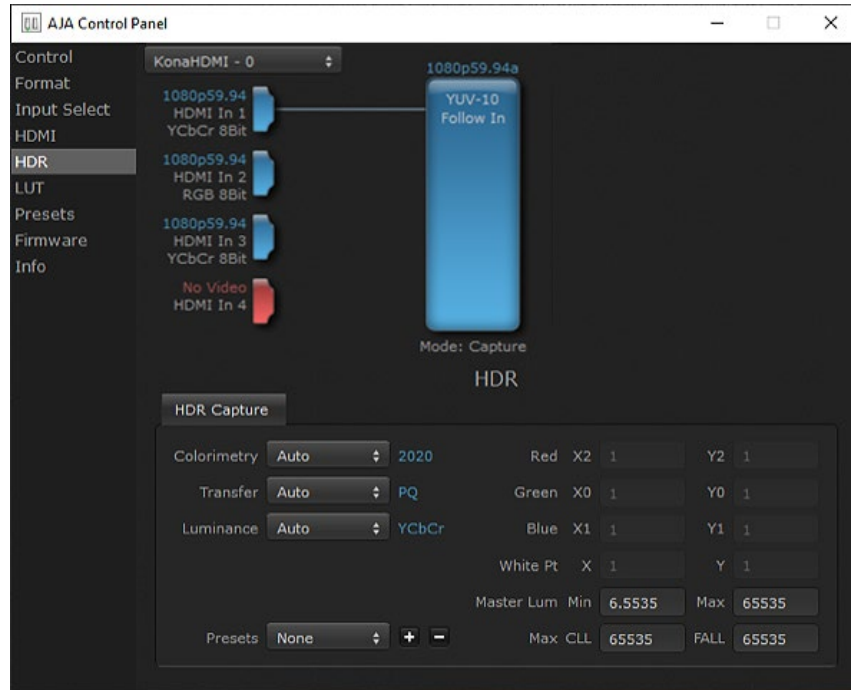 AJA Control Panel
Control
Format
Input Select
HDMI
HDR
LUT
Presets
Firmware
Info
KonaHDMI - 0
1080p59.94
HDMI In 1
YCbCr 8Bit
1080p59.94
HDMI In 2
RGB 8Bit
1080p59.94
HDMI In 3
YCbCr 8Bit
No Video
HDMI In 4
1080p59.94a
YUV-10
Follow In
Mode: Capture
HDR
HDR Capture
Colorimetry Auto 2020 Red X2 1 Y2 1
Transfer Auto PQ Green X0 1 Y0 1
Luminance Auto YCbCr Blue X1 1 Y1 1
White Pt X 1 Y 1
Master Lum Min 6.5535 Max 65535
Presets None + - Max CLL 65535 FALL 65535